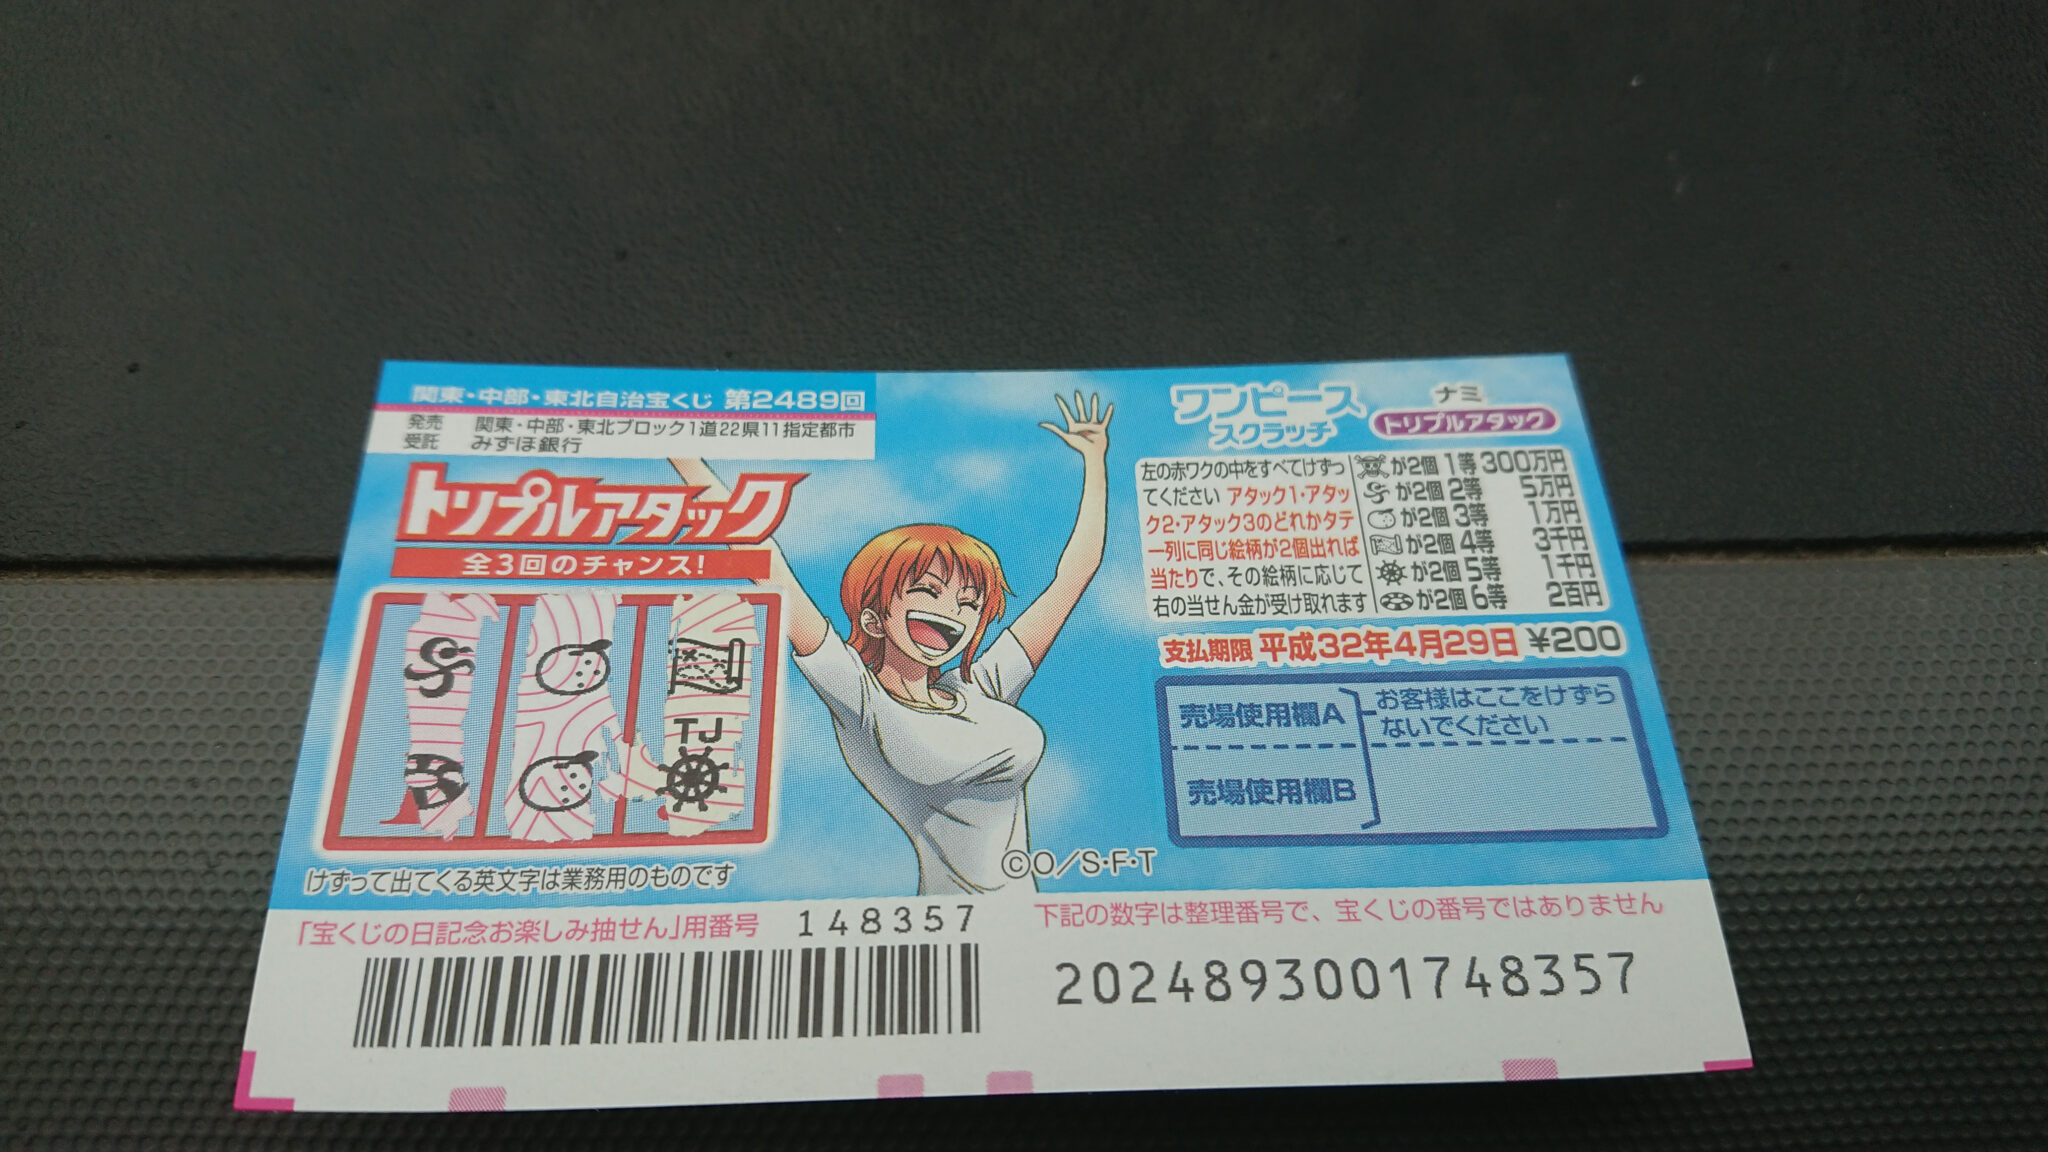 関東・中部・東北自治宝くじ 第2489回
発売 関東・中部・東北ブロック1道22県11指定都市
受託 みずほ銀行
トリプルアタック
全3回のチャンス!
TJ
けずって出てくる英文字は業務用のものです
©O/S・F・T
ワンピース
スクラッチ
ナミ
トリプルアタック
左の赤ワクの中をすべてけずっ
てください アタック1・アタッ
ク2・アタック3のどれかタテ
一列に同じ絵柄が2個出れば
当たりで、その絵柄に応じて
右の当せん金が受け取れます
が2個 1等 300万円
が2個 2等 5万円
が2個 3等 1万円
が2個 4等 3千円
が2個 5等 1千円
が2個 6等 2百円
支払期限 平成32年4月29日 ¥200
売場使用欄A
売場使用欄B
お客様はここをけずら
ないでください
「宝くじの日記念お楽しみ抽せん」用番号 148357
下記の数字は整理番号で、宝くじの番号ではありません
2024893001748357